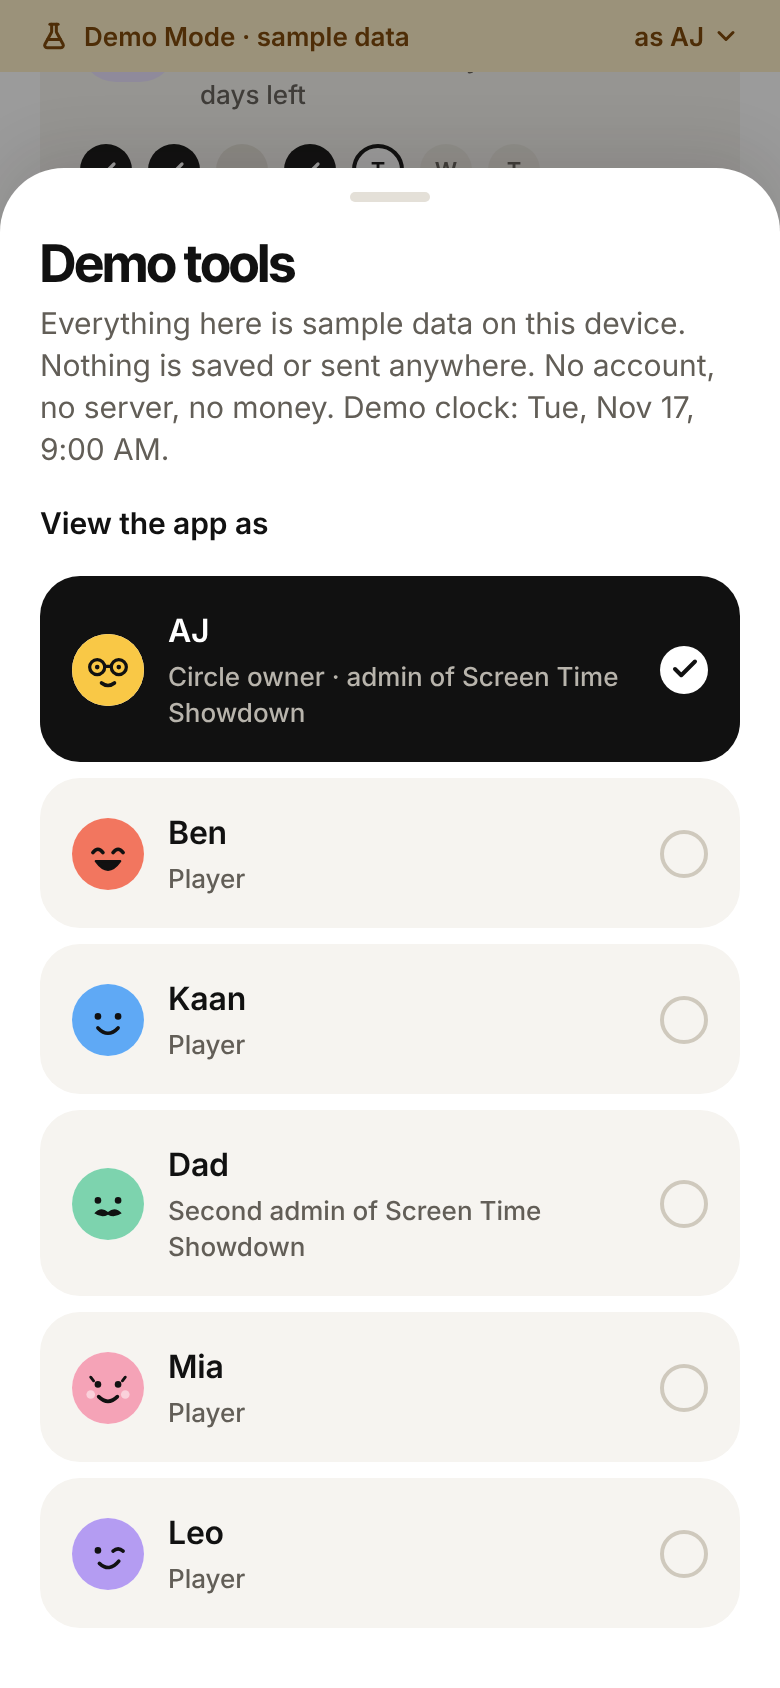 Demo Mode · sample data
as AJ
days left
T
Demo tools
Everything here is sample data on this device.
Nothing is saved or sent anywhere. No account,
no server, no money. Demo clock: Tue, Nov 17,
9:00 AM.
View the app as
AJ
Circle owner · admin of Screen Time
Showdown
Ben
Player
Kaan
Player
Dad
Second admin of Screen Time
Showdown
Mia
Player
Leo
Player